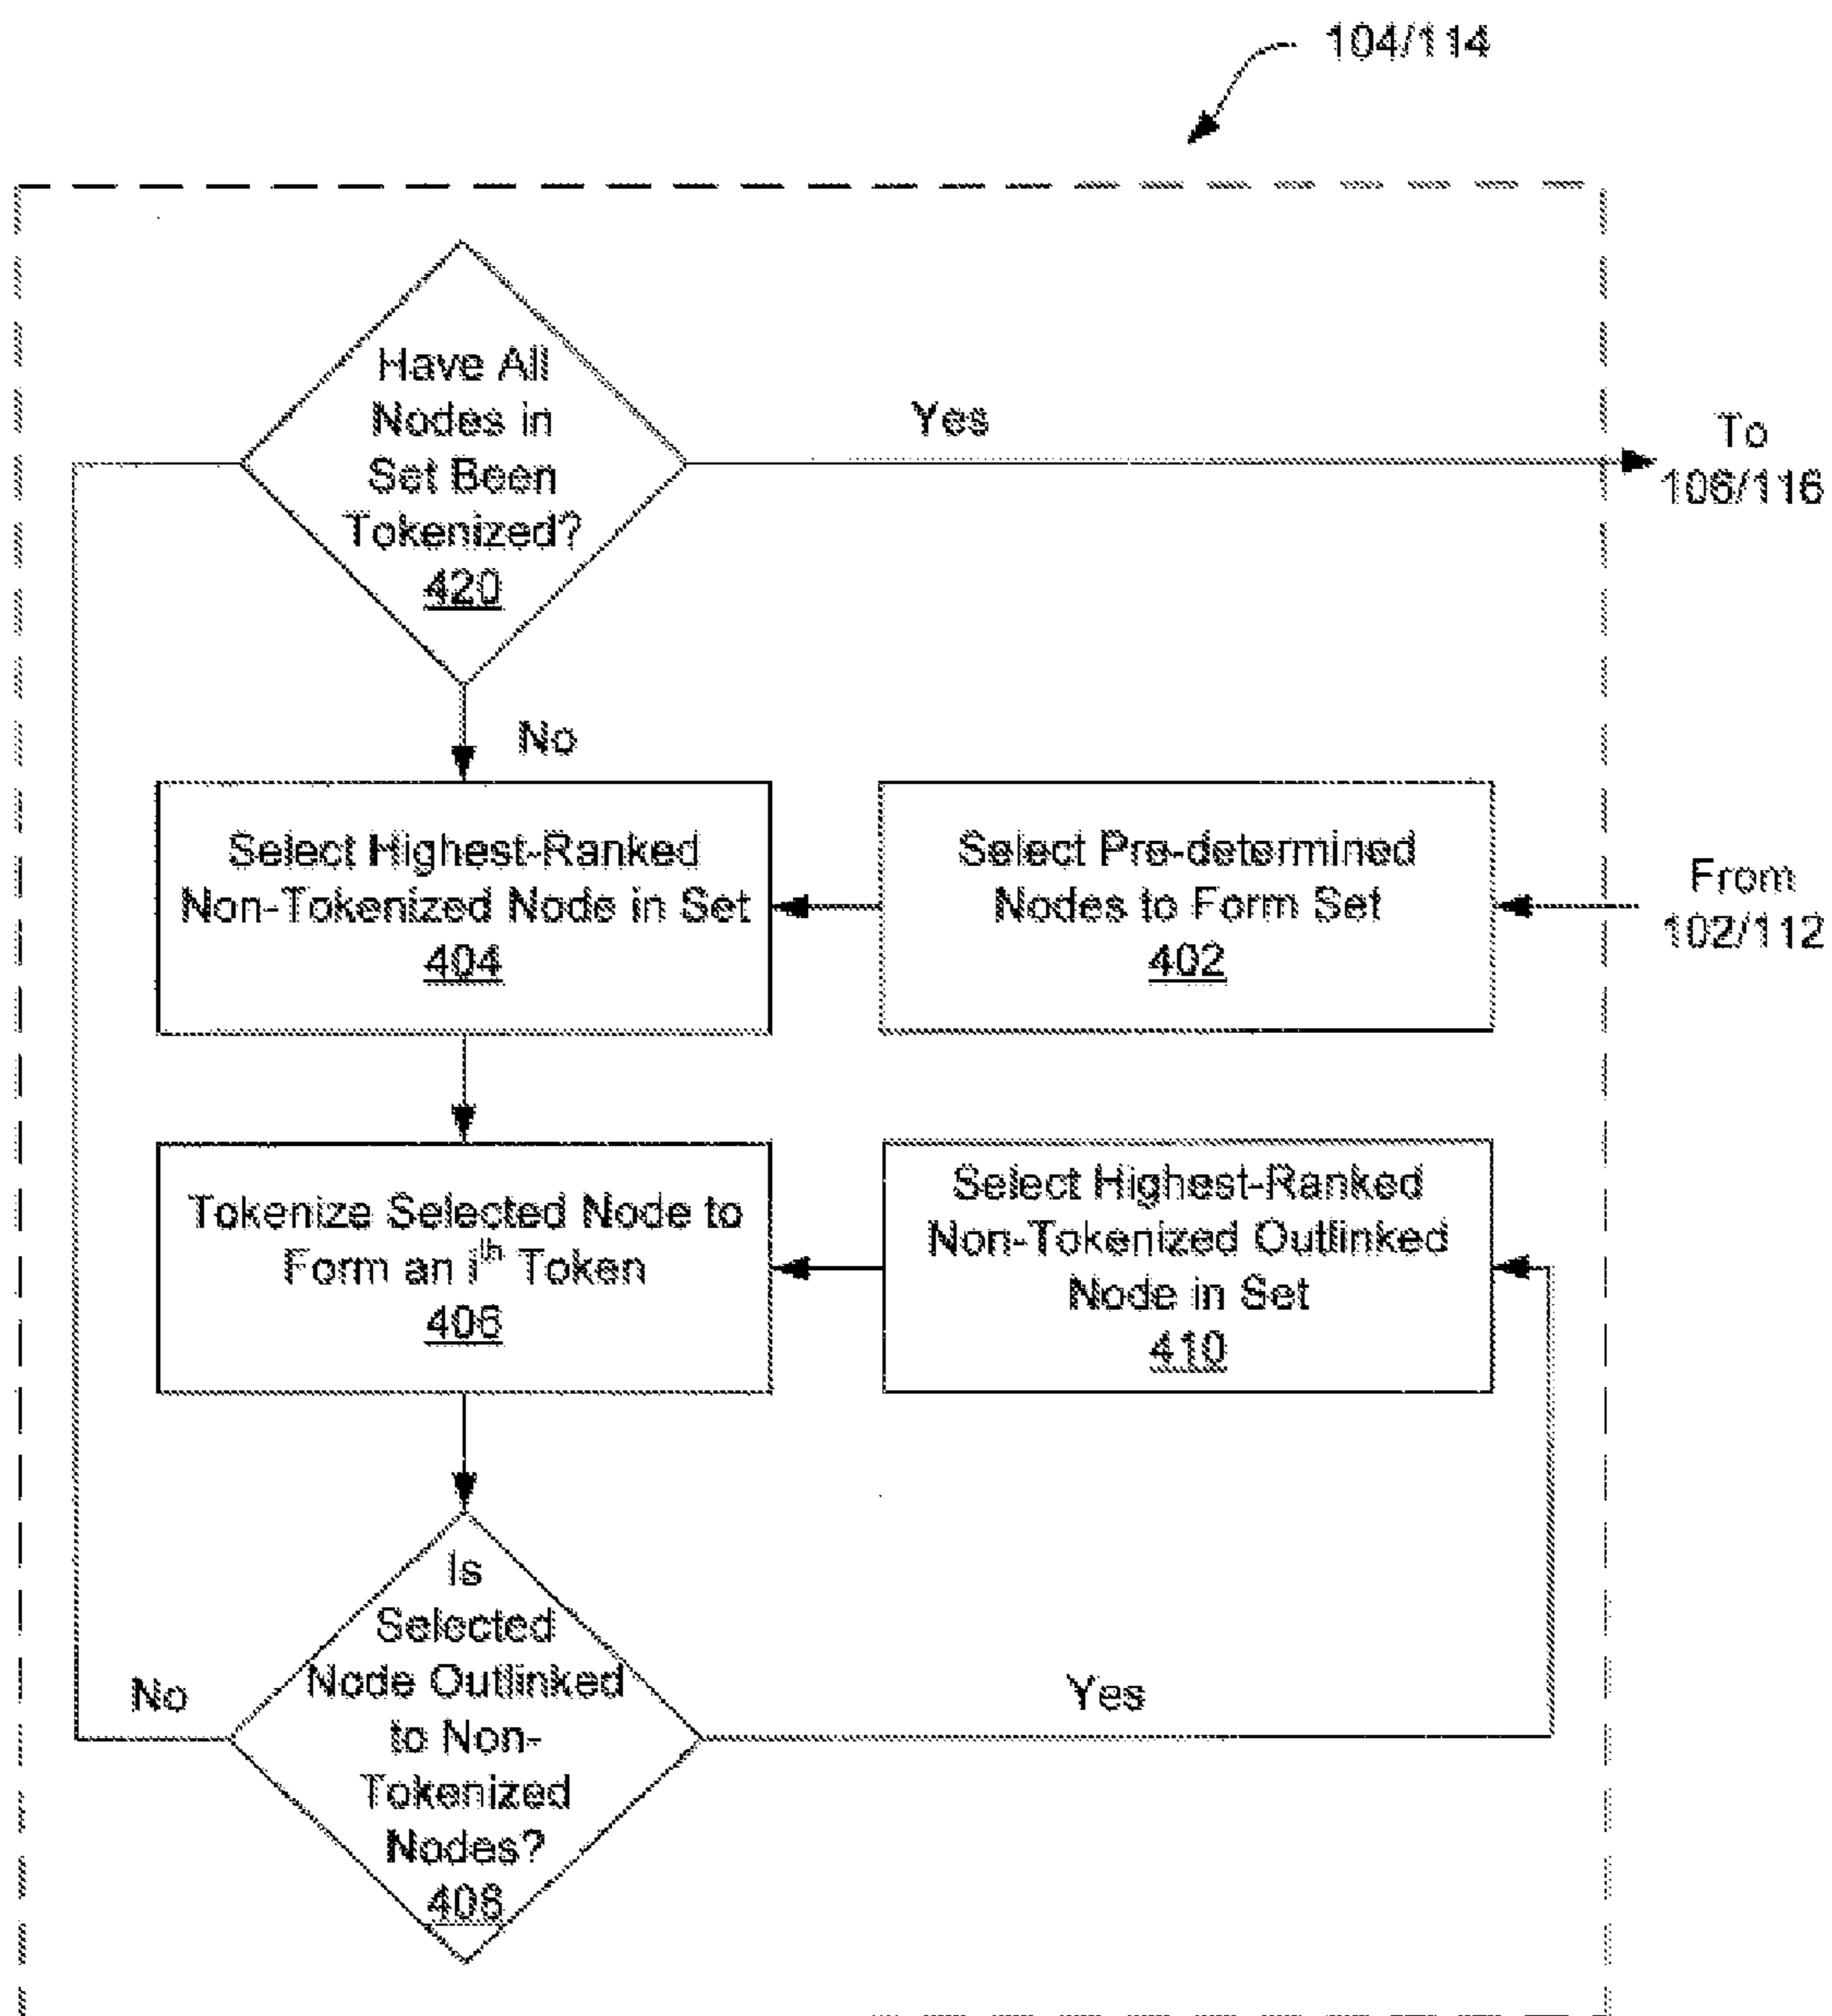 104/114
Have All
Nodes in
Set Been
Tokenized?
420
Yes
To
106/116
No
Select Highest-Ranked
Non-Tokenized Node in Set
404
Select Pre-determined
Nodes to Form Set
402
From
102/112
Tokenize Selected Node to
Form an ith Token
406
Select Highest-Ranked
Non-Tokenized Outlinked
Node in Set
410
Is
Selected
Node Outlinked
to Non-
Tokenized
Nodes?
408
No
Yes